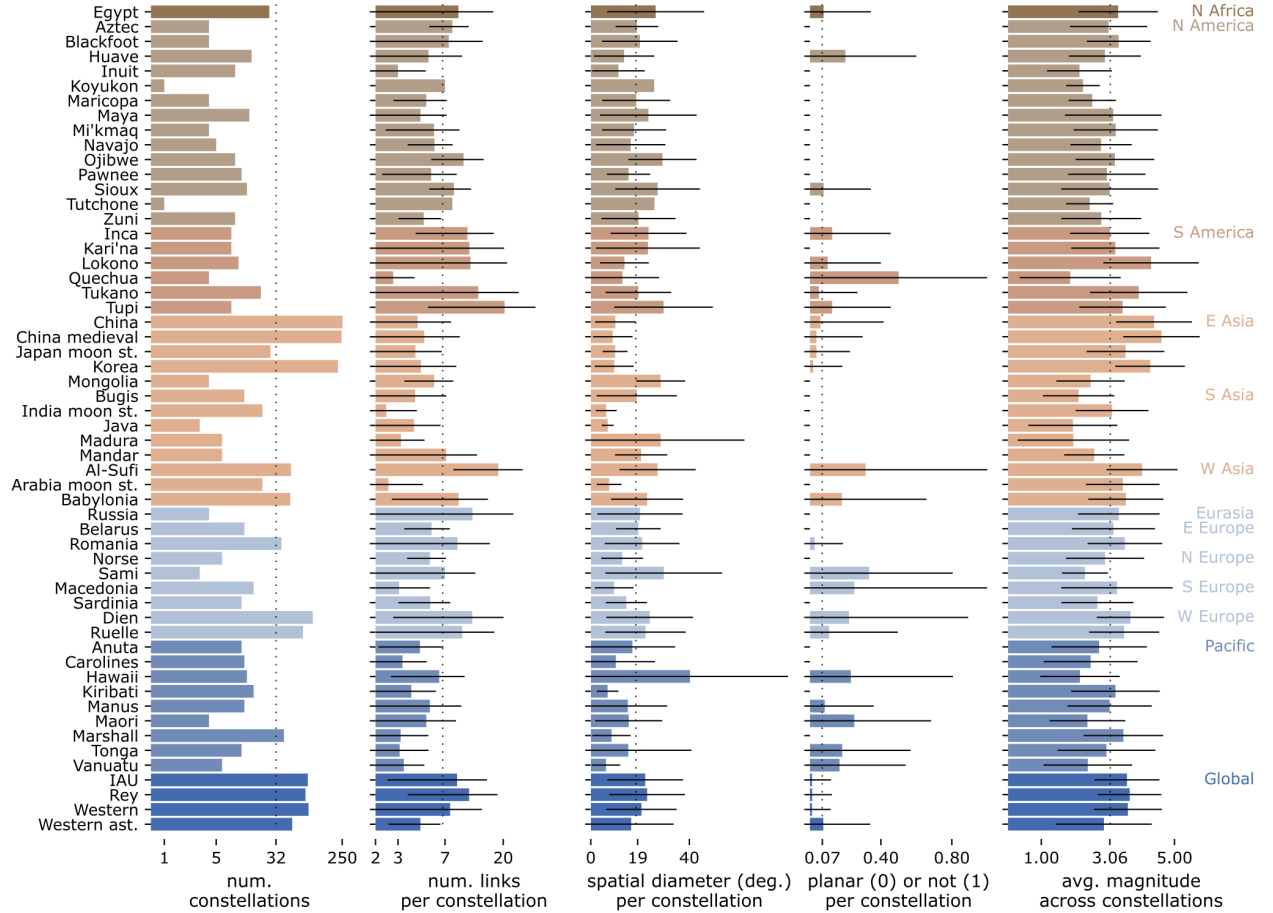 Egypt N Africa
Aztec N America
Blackfoot
Huave
Inuit
Koyukon
Maricopa
Maya
Mi'kmaq
Navajo
Ojibwe
Pawnee
Sioux
Tutchone
Zuni
Inca S America
Kari'na
Lokono
Quechua
Tukano
Tupi
China E Asia
China medieval
Japan moon st.
Korea
Mongolia
Bugis S Asia
India moon st.
Java
Madura
Mandar
Al-Sufi W Asia
Arabia moon st.
Babylonia
Russia Eurasia
Belarus E Europe
Romania
Norse N Europe
Sami
Macedonia S Europe
Sardinia
Dien W Europe
Ruelle
Anuta Pacific
Carolines
Hawaii
Kiribati
Manus
Maori
Marshall
Tonga
Vanuatu
IAU Global
Rey
Western
Western ast.
1 5 32 250 2 3 7 20 0 19 40 0.07 0.40 0.80 1.00 3.06 5.00
num. num. links spatial diameter (deg.) planar (0) or not (1) avg. magnitude
constellations per constellation per constellation per constellation across constellations